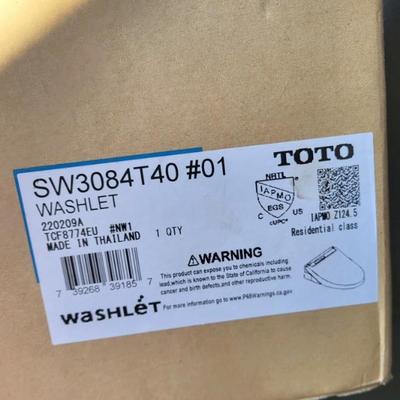 SW3084T40 #01
TOTO
WASHLET
220209A
TCF8774EU #NW1
MADE IN THAILAND 1 QTY
NRTL
IAPMO
EGS
C US
cUPC®
IAPMO Z124.5
Residential class
WARNING
This product can expose you to chemicals including
lead, which is known to the State of California to cause
cancer and birth defects, and other reproductive harm.
For more information, go to www.P65Warnings.ca.gov
7 39268 39185 7
WASHLET